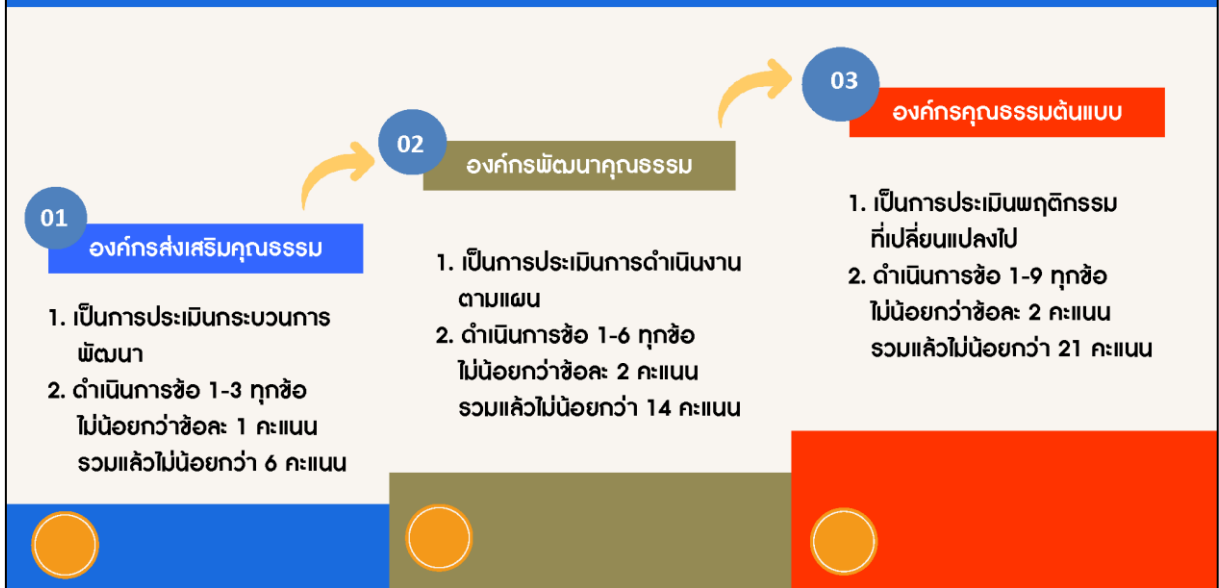 01
องค์กรส่งเสริมคุณธรรม
1. เป็นการประเมินกระบวนการ
พัฒนา
2. ดำเนินการข้อ 1-3 ทุกข้อ
ไม่น้อยกว่าข้อละ 1 คะแนน
รวมแล้วไม่น้อยกว่า 6 คะแนน
02
องค์กรพัฒนาคุณธรรม
1. เป็นการประเมินการดำเนินงาน
ตามแผน
2. ดำเนินการข้อ 1-6 ทุกข้อ
ไม่น้อยกว่าข้อละ 2 คะแนน
รวมแล้วไม่น้อยกว่า 14 คะแนน
03
องค์กรคุณธรรมต้นแบบ
1. เป็นการประเมินพฤติกรรม
ที่เปลี่ยนแปลงไป
2. ดำเนินการข้อ 1-9 ทุกข้อ
ไม่น้อยกว่าข้อละ 2 คะแนน
รวมแล้วไม่น้อยกว่า 21 คะแนน